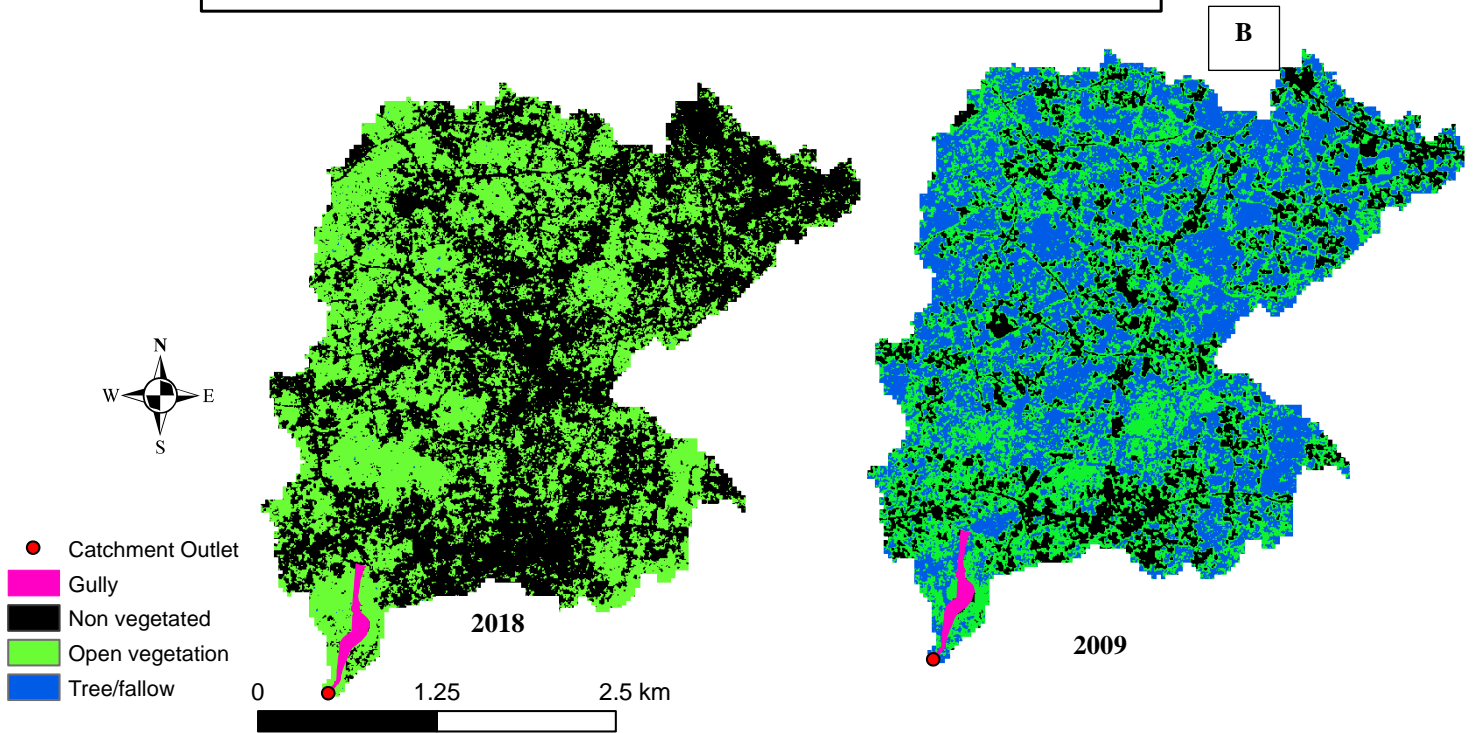 B
N
W
E
S
Catchment Outlet
Gully
Non vegetated
Open vegetation
Tree/fallow
2018
2009
0 1.25 2.5 km